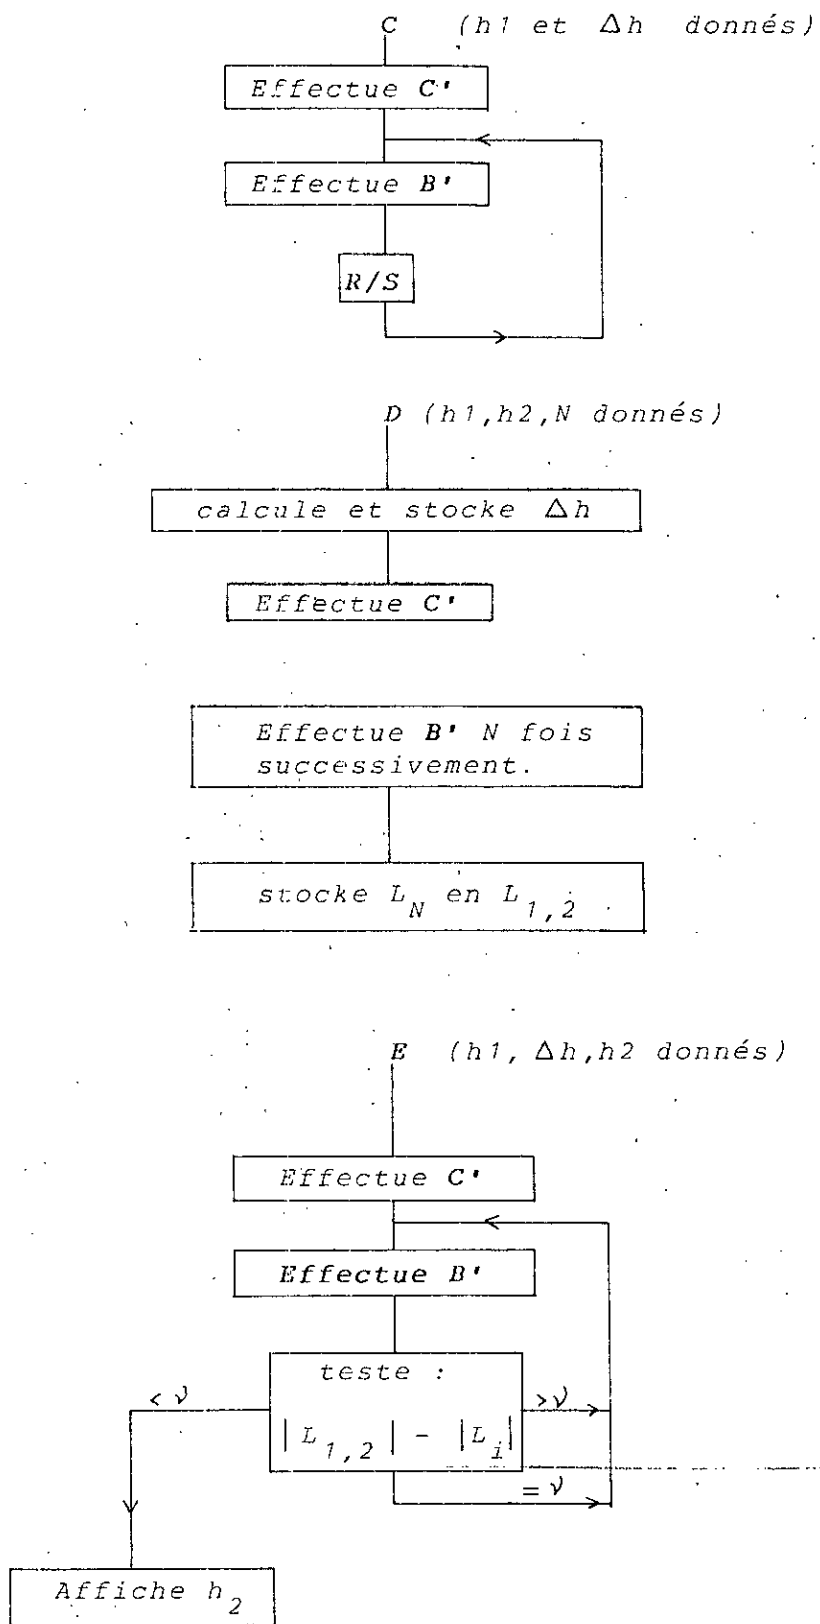 C (h1 et Δh donnés)
Effectue C'
Effectue B'
R/S
D (h1,h2,N donnés)
calcule et stocke Δh
Effectue C'
Effectue B' N fois
successivement.
stocke L_N en L_1,2
E (h1, Δh,h2 donnés)
Effectue C'
Effectue B'
teste :
< ν
>ν
|L_1,2| - |L_i|
= ν
Affiche h_2